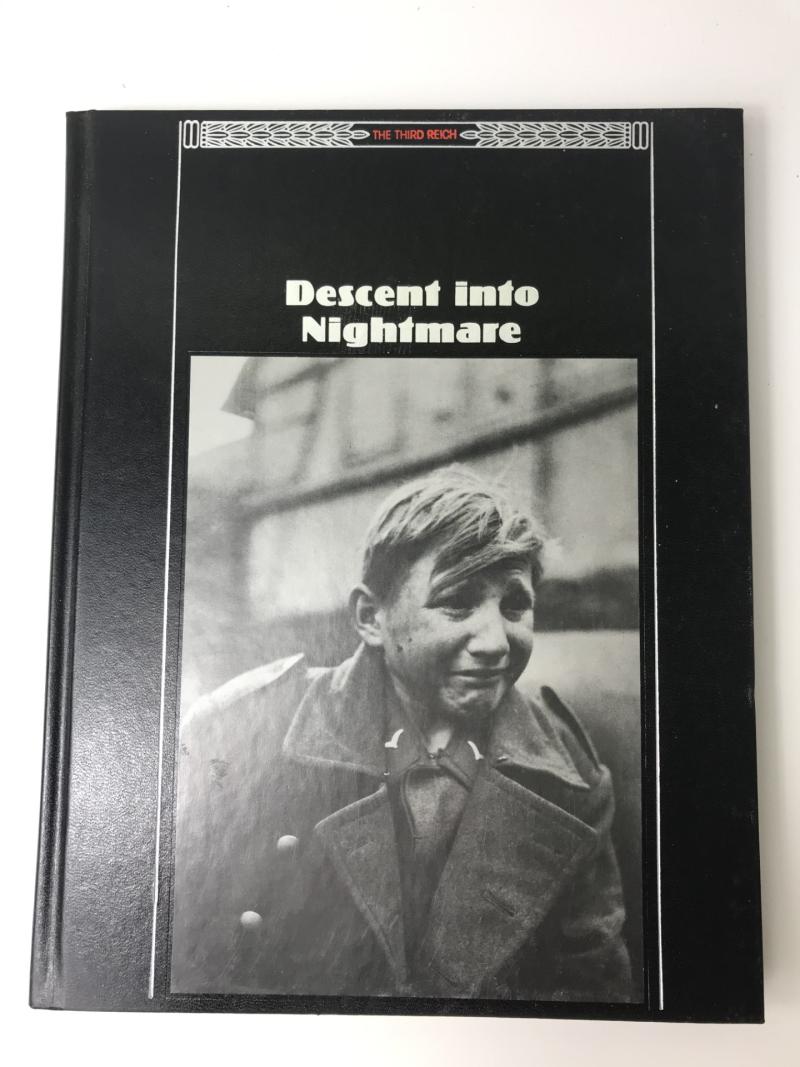 THE THIRD REICH
Descent into
Nightmare